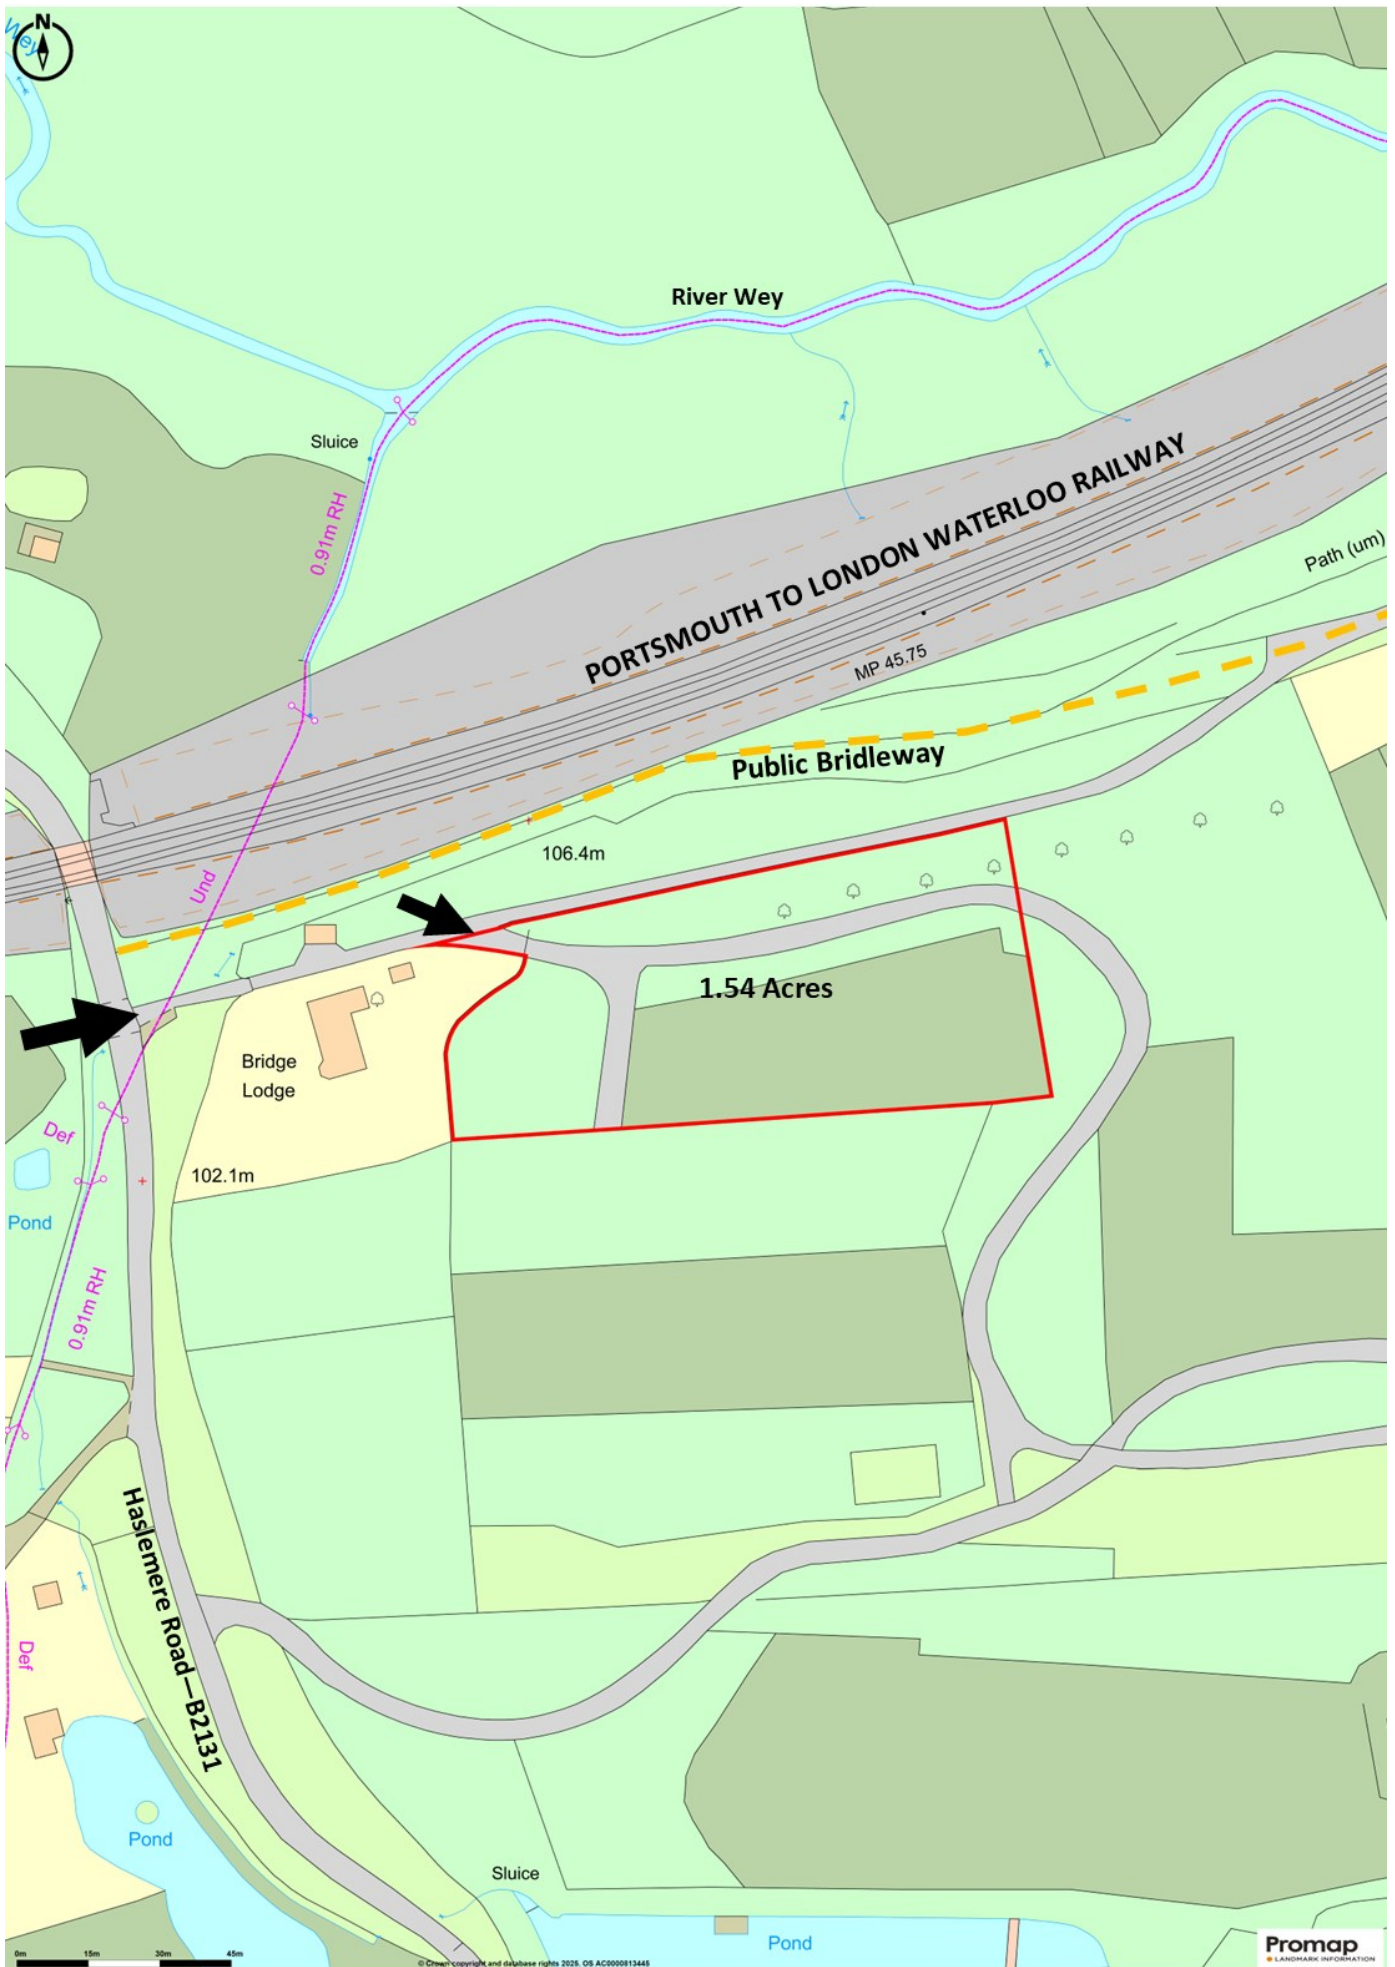 N
Wey
River Wey
Sluice
0.91m RH
PORTSMOUTH TO LONDON WATERLOO RAILWAY
Path (um)
MP 45.75
Public Bridleway
106.4m
Und
1.54 Acres
Bridge
Lodge
Def
102.1m
Pond
0.91m RH
Haslemere Road—B2131
Def
Pond
Sluice
Pond
0m 15m 30m 45m
© Crown copyright and database rights 2025. OS AC0000813445
Promap
LANDMARK INFORMATION